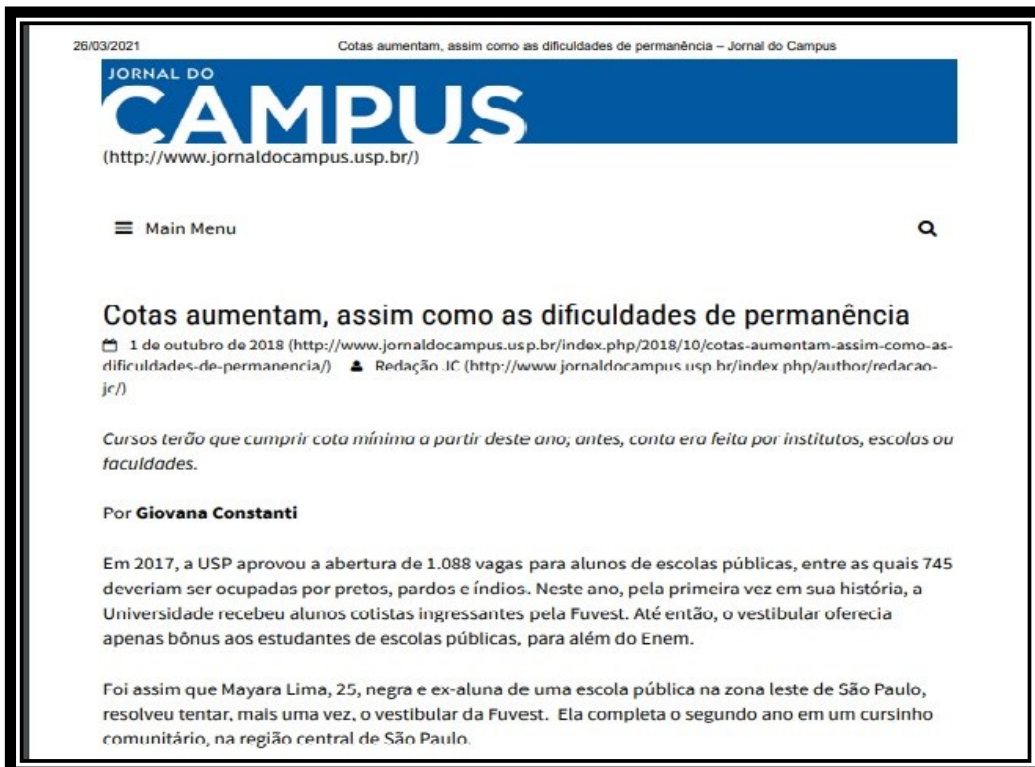 26/03/2021 Cotas aumentam, assim como as dificuldades de permanência – Jornal do Campus
JORNAL DO
CAMPUS
(http://www.jornaldocampus.usp.br/)
Main Menu
Cotas aumentam, assim como as dificuldades de permanência
1 de outubro de 2018 (http://www.jornaldocampus.usp.br/index.php/2018/10/cotas-aumentam-assim-como-as-
dificuldades-de-permanencia/) Redação JC (http://www.jornaldocampus.usp.br/index.php/author/redacao-
jc/)
Cursos terão que cumprir cota mínima a partir deste ano; antes, conta era feita por institutos, escolas ou
faculdades.
Por Giovana Constanti
Em 2017, a USP aprovou a abertura de 1.088 vagas para alunos de escolas públicas, entre as quais 745
deveriam ser ocupadas por pretos, pardos e índios. Neste ano, pela primeira vez em sua história, a
Universidade recebeu alunos cotistas ingressantes pela Fuvest. Até então, o vestibular oferecia
apenas bônus aos estudantes de escolas públicas, para além do Enem.
Foi assim que Mayara Lima, 25, negra e ex-aluna de uma escola pública na zona leste de São Paulo,
resolveu tentar, mais uma vez, o vestibular da Fuvest. Ela completa o segundo ano em um cursinho
comunitário, na região central de São Paulo.